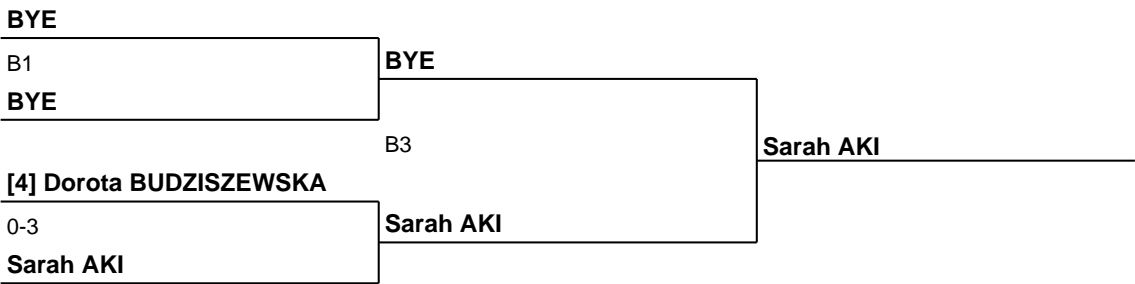 BYE
B1
BYE
BYE
B3
Sarah AKI
[4] Dorota BUDZISZEWSKA
0-3
Sarah AKI
Sarah AKI